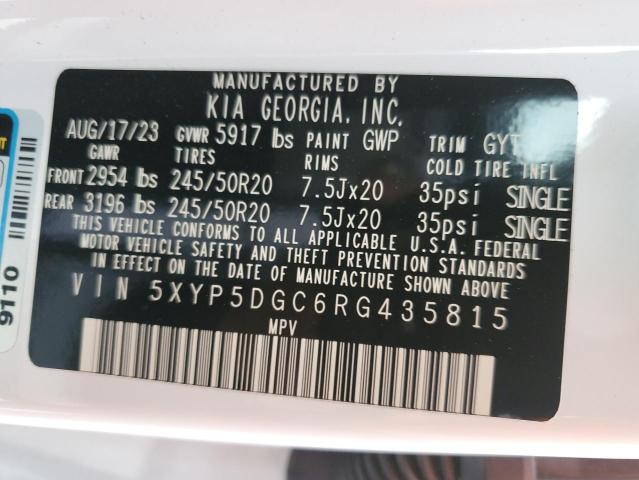 MANUFACTURED BY
KIA GEORGIA, INC.
AUG/17/23 GVWR 5917 lbs PAINT GWP TRIM GYT
GAWR TIRES RIMS COLD TIRE INFL
FRONT 2954 lbs 245/50R20 7.5Jx20 35psi SINGLE
REAR 3196 lbs 245/50R20 7.5Jx20 35psi SINGLE
THIS VEHICLE CONFORMS TO ALL APPLICABLE U.S.A. FEDERAL
MOTOR VEHICLE SAFETY AND THEFT PREVENTION STANDARDS
IN EFFECT ON THE DATE OF MANUFACTURE SHOWN ABOVE
VIN 5XYP5DGC6RG435815
MPV
9110